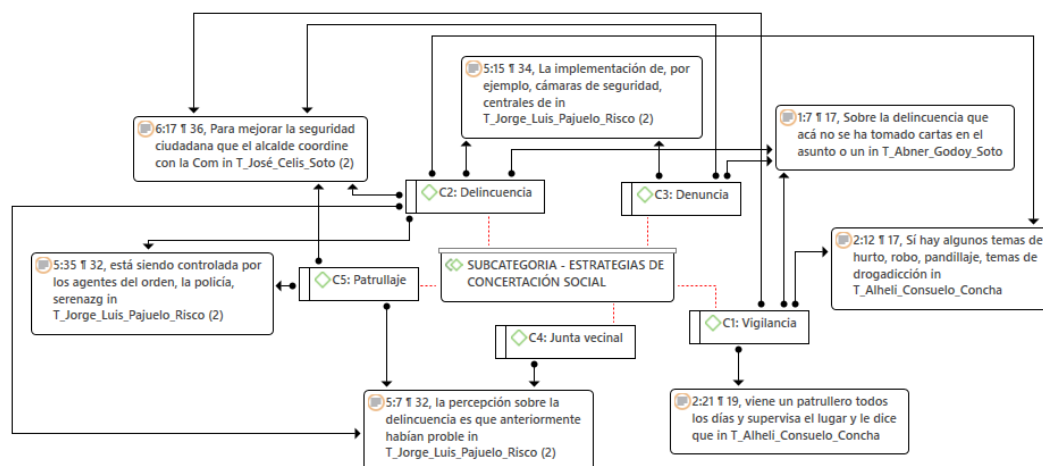 5:15 ¶ 34, La implementación de, por
ejemplo, cámaras de seguridad,
centrales de in
T_Jorge_Luis_Pajuelo_Risco (2)
6:17 ¶ 36, Para mejorar la seguridad
ciudadana que el alcalde coordine
con la Com in T_José_Celis_Soto (2)
1:7 ¶ 17, Sobre la delincuencia que
acá no se ha tomado cartas en el
asunto o un in T_Abner_Godoy_Soto
C2: Delincuencia
C3: Denuncia
5:35 ¶ 32, está siendo controlada por
los agentes del orden, la policía,
serenazg in
T_Jorge_Luis_Pajuelo_Risco (2)
C5: Patrullaje
SUBCATEGORIA - ESTRATEGIAS DE
CONCERTACIÓN SOCIAL
2:12 ¶ 17, Sí hay algunos temas de
hurto, robo, pandillaje, temas de
drogadicción in
T_Alheli_Consuelo_Concha
C4: Junta vecinal
C1: Vigilancia
5:7 ¶ 32, la percepción sobre la
delincuencia es que anteriormente
habían proble in
T_Jorge_Luis_Pajuelo_Risco (2)
2:21 ¶ 19, viene un patrullero todos
los días y supervisa el lugar y le dice
que in T_Alheli_Consuelo_Concha